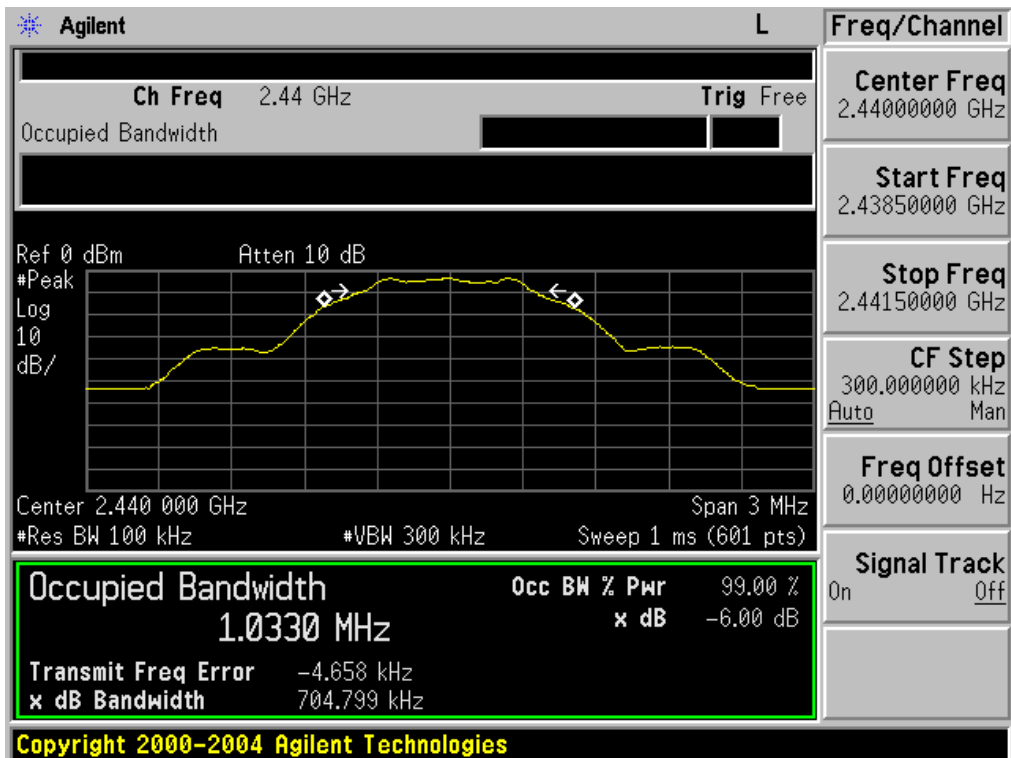 Agilent L
Freq/Channel
Ch Freq 2.44 GHz Trig Free
Occupied Bandwidth
Center Freq
2.44000000 GHz
Start Freq
2.43850000 GHz
Stop Freq
2.44150000 GHz
CF Step
300.000000 kHz
Auto Man
Freq Offset
0.00000000 Hz
Signal Track
On Off
Ref 0 dBm Atten 10 dB
#Peak
Log
10
dB/
Center 2.440 000 GHz Span 3 MHz
#Res BW 100 kHz #VBW 300 kHz Sweep 1 ms (601 pts)
Occupied Bandwidth Occ BW % Pwr 99.00 %
1.0330 MHz x dB -6.00 dB
Transmit Freq Error -4.658 kHz
x dB Bandwidth 704.799 kHz
Copyright 2000-2004 Agilent Technologies